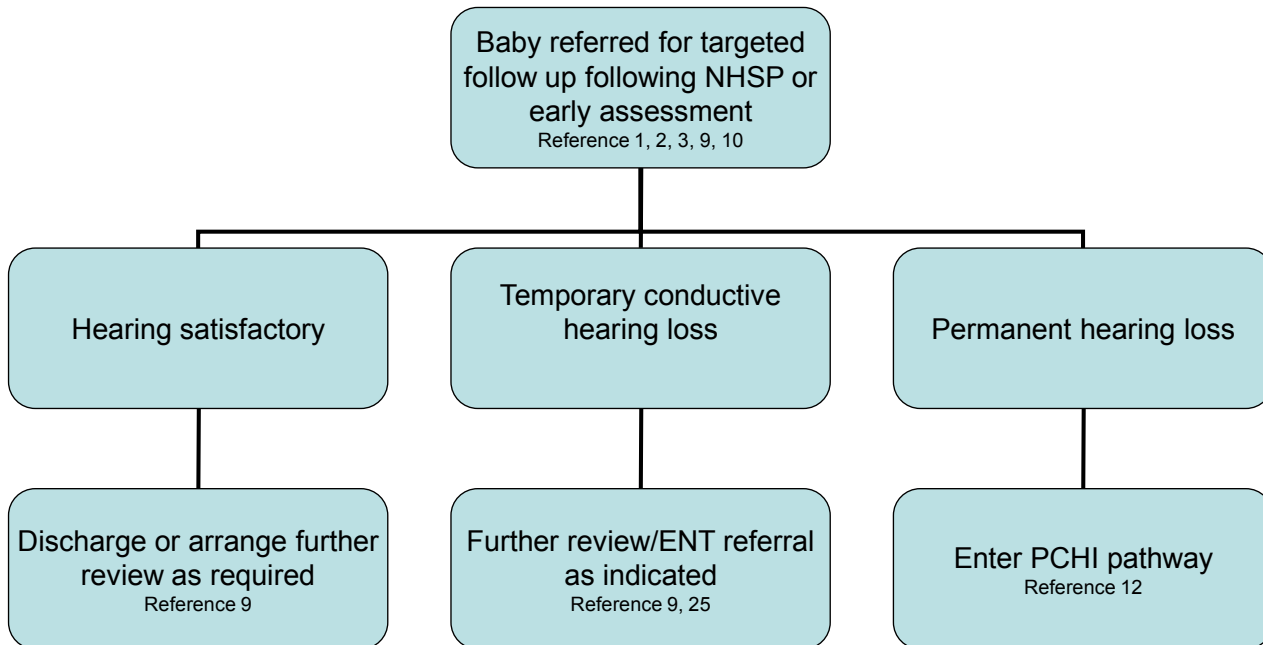 Baby referred for targeted
follow up following NHSP or
early assessment
Reference 1, 2, 3, 9, 10
Hearing satisfactory
Temporary conductive
hearing loss
Permanent hearing loss
Discharge or arrange further
review as required
Reference 9
Further review/ENT referral
as indicated
Reference 9, 25
Enter PCHI pathway
Reference 12